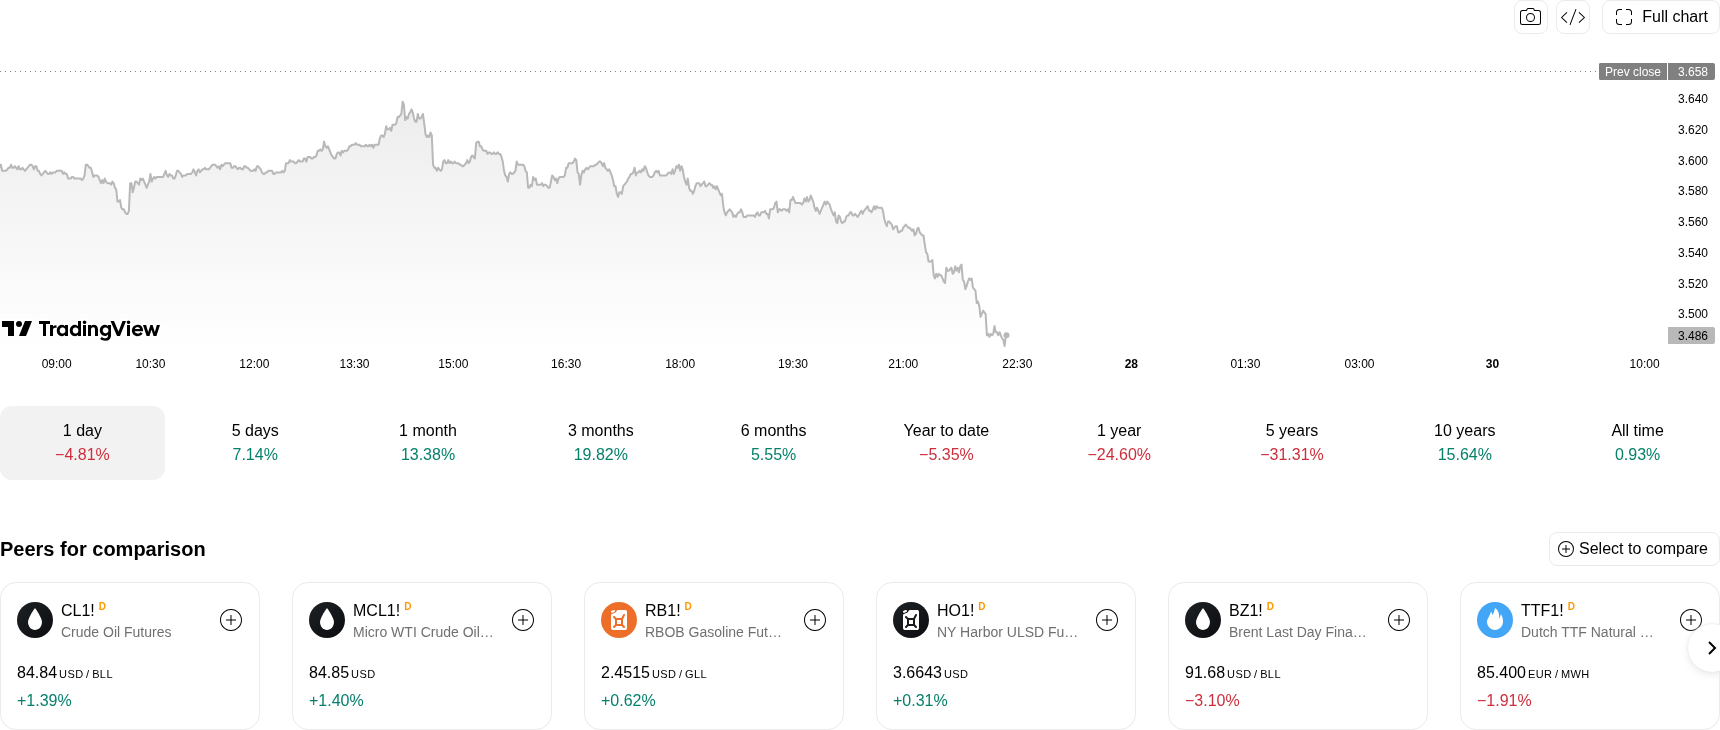 Full chart
Prev close 3.658
3.640
3.620
3.600
3.580
3.560
3.540
3.520
3.500
3.486
TradingView
09:00 10:30 12:00 13:30 15:00 16:30 18:00 19:30 21:00 22:30 28 01:30 03:00 30 10:00
1 day 5 days 1 month 3 months 6 months Year to date 1 year 5 years 10 years All time
−4.81% 7.14% 13.38% 19.82% 5.55% −5.35% −24.60% −31.31% 15.64% 0.93%
Peers for comparison
Select to compare
CL1! D
Crude Oil Futures
84.84 USD / BLL
+1.39%
MCL1! D
Micro WTI Crude Oil…
84.85 USD
+1.40%
RB1! D
RBOB Gasoline Fut…
2.4515 USD / GLL
+0.62%
HO1! D
NY Harbor ULSD Fu…
3.6643 USD
+0.31%
BZ1! D
Brent Last Day Fina…
91.68 USD / BLL
−3.10%
TTF1! D
Dutch TTF Natural …
85.400 EUR / MWH
−1.91%